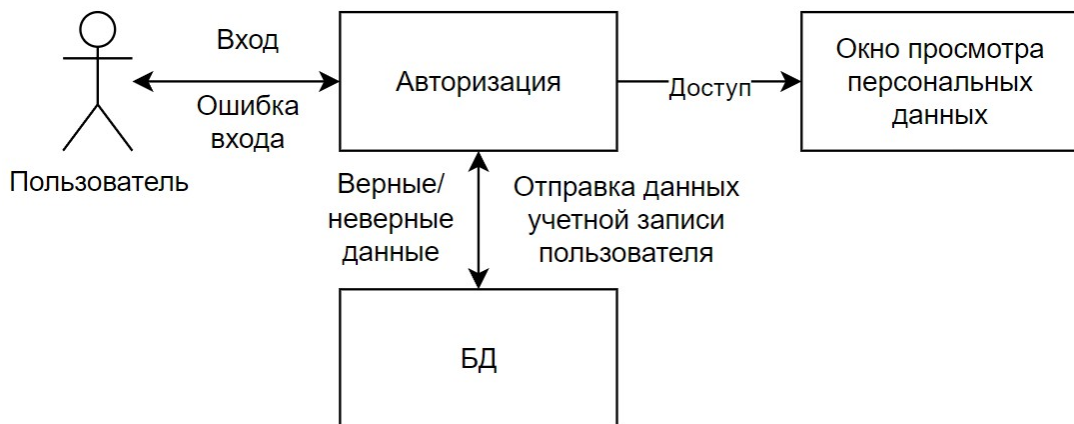 Вход
Ошибка
входа
Пользователь
Авторизация
Доступ
Окно просмотра
персональных
данных
Верные/
неверные
данные
Отправка данных
учетной записи
пользователя
БД